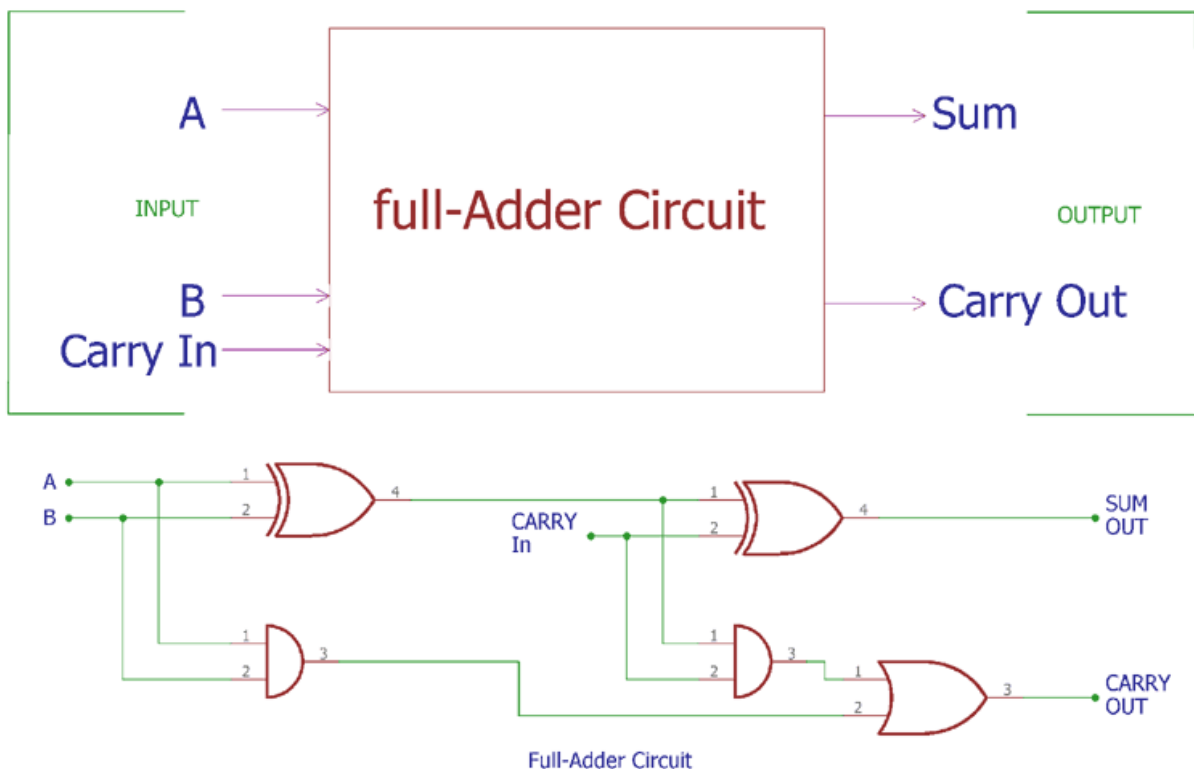 A
Sum
INPUT
full-Adder Circuit
OUTPUT
B
Carry Out
Carry In
A
1
4
1
SUM
OUT
B
2
CARRY
In
2
4
1
3
1
3
1
2
2
2
3
CARRY
OUT
Full-Adder Circuit